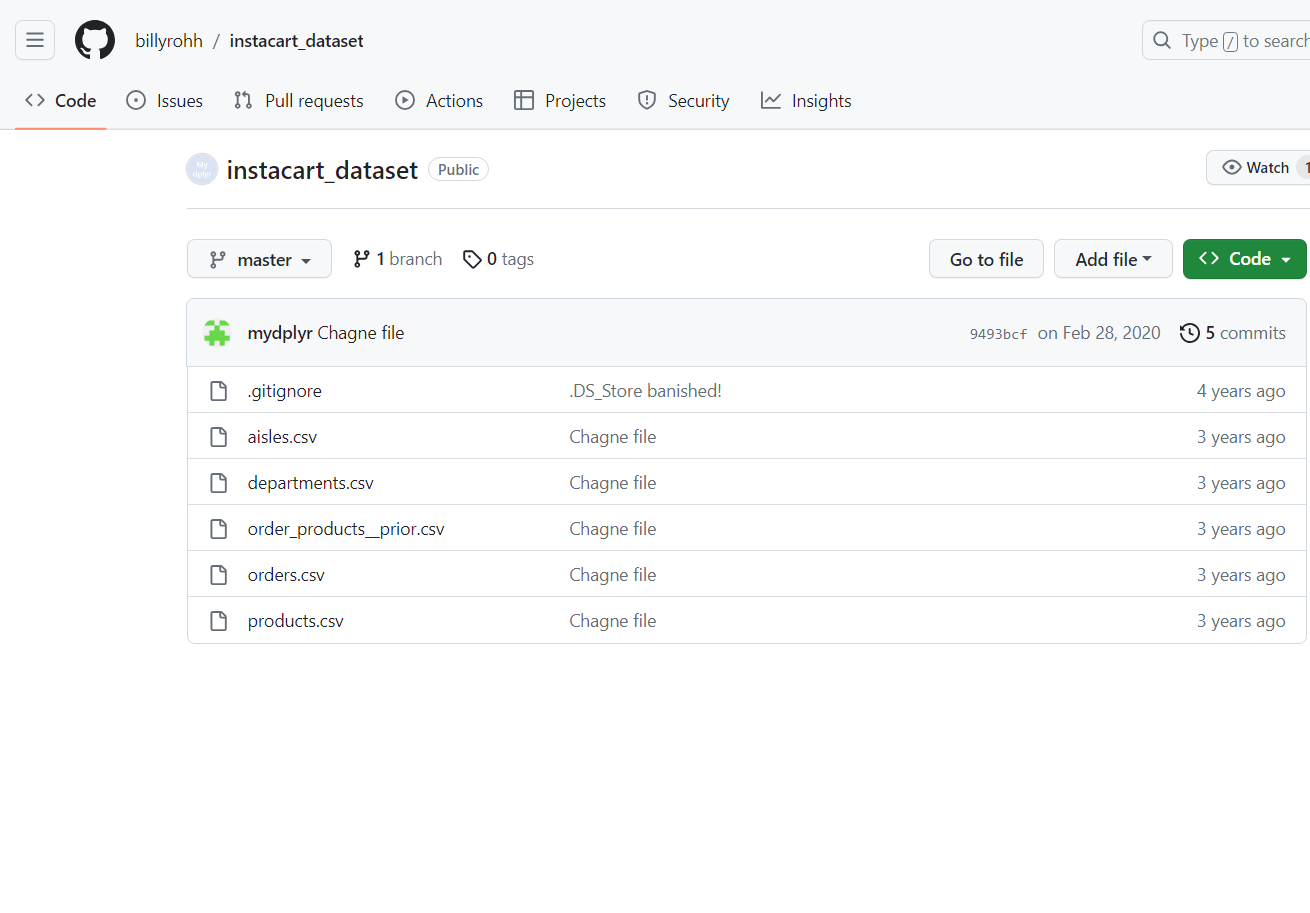 billyrohh / instacart_dataset
Type / to search
Code Issues Pull requests Actions Projects Security Insights
instacart_dataset Public
Watch 1
master 1 branch 0 tags
Go to file Add file Code
mydplyr Chagne file 9493bcf on Feb 28, 2020 5 commits
.gitignore .DS_Store banished! 4 years ago
aisles.csv Chagne file 3 years ago
departments.csv Chagne file 3 years ago
order_products__prior.csv Chagne file 3 years ago
orders.csv Chagne file 3 years ago
products.csv Chagne file 3 years ago